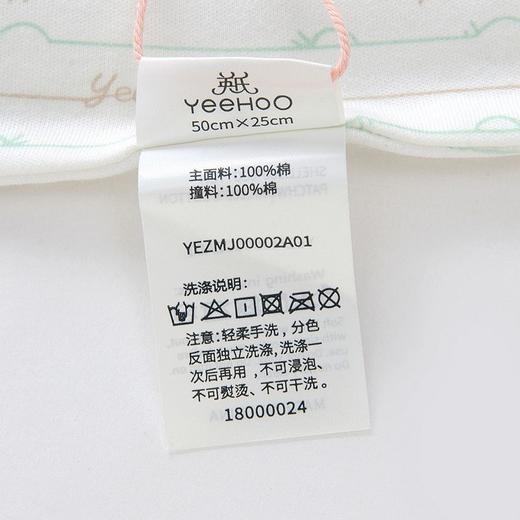 英氏
YeeHoO
50cm×25cm
主面料:100%棉
撞料:100%棉
YEZMJ00002A01
洗涤说明:
注意:轻柔手洗,分色
反面独立洗涤,洗涤一
次后再用,不可浸泡、
不可熨烫、不可干洗。
18000024